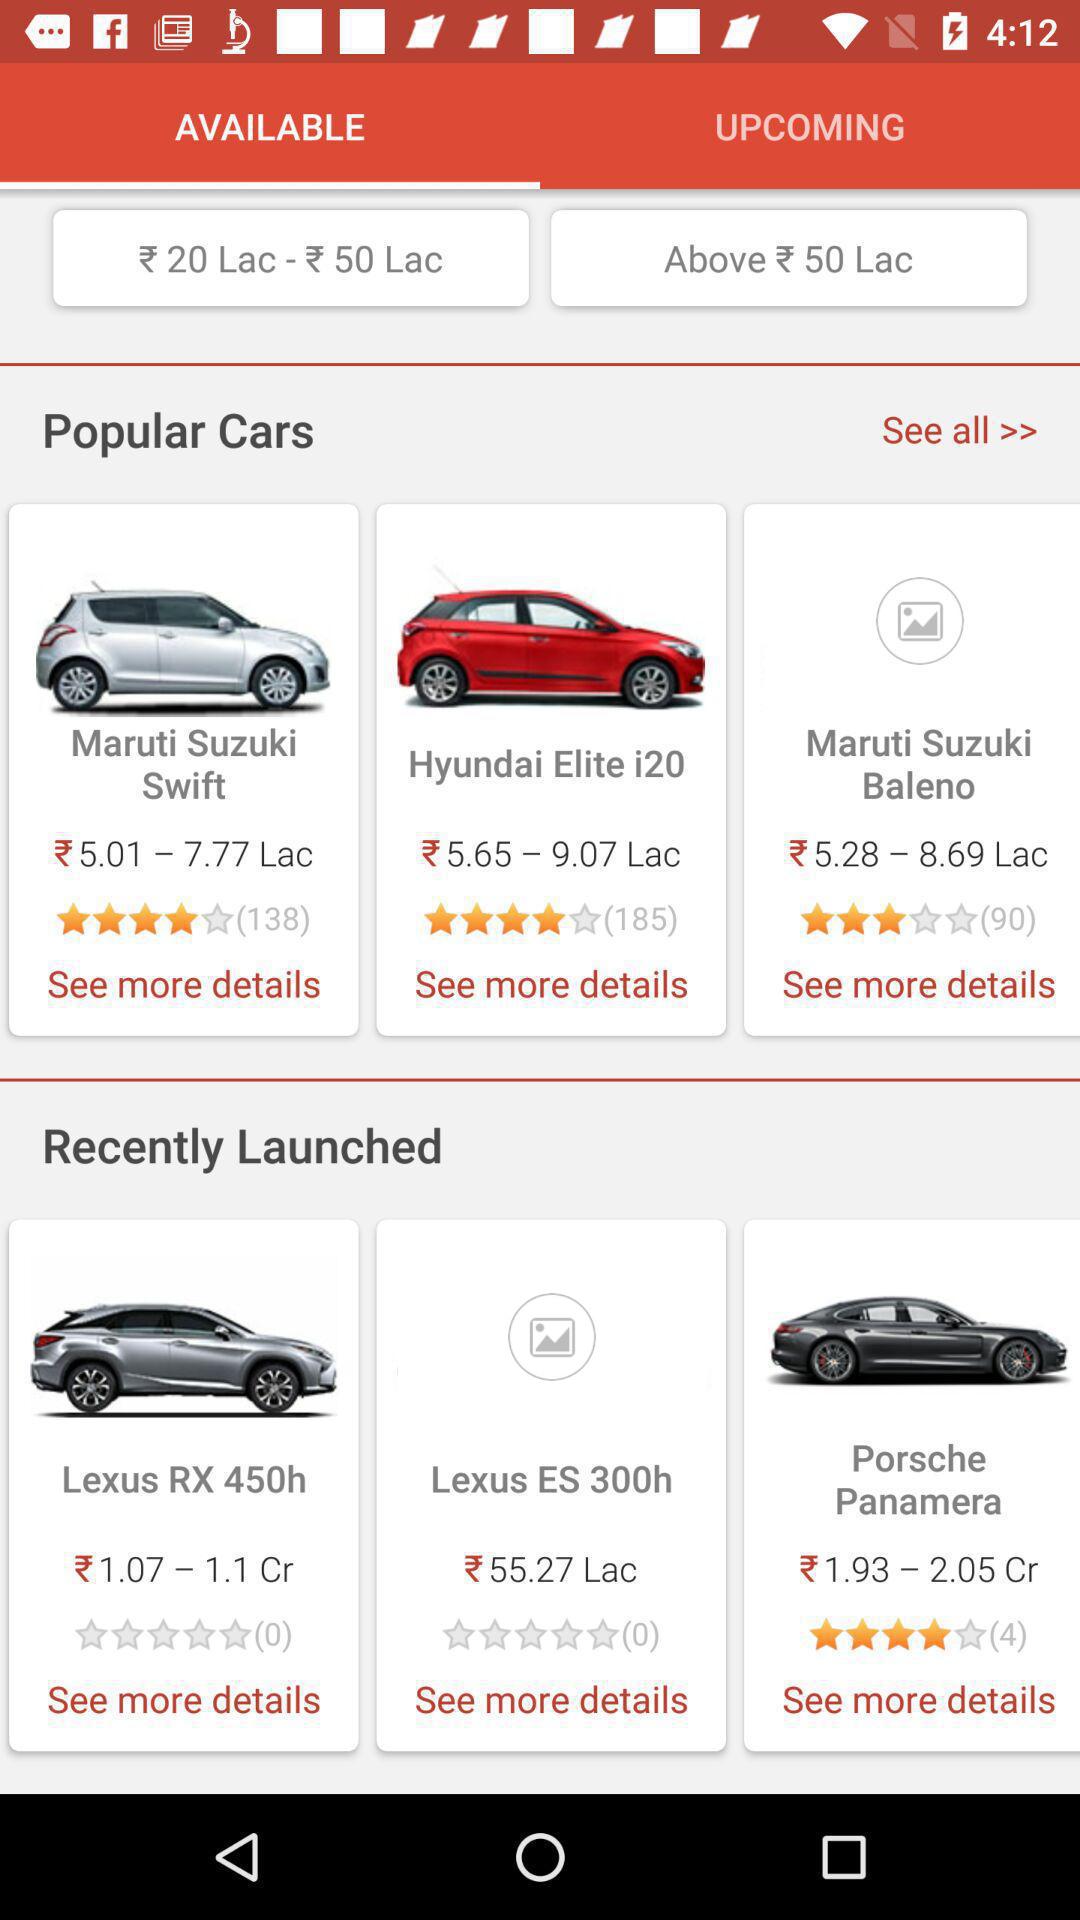 4:12
AVAILABLE UPCOMING
₹ 20 Lac - ₹ 50 Lac Above ₹ 50 Lac
Popular Cars See all >>
Maruti Suzuki Swift
₹ 5.01 – 7.77 Lac
(138)
See more details
Hyundai Elite i20
₹ 5.65 – 9.07 Lac
(185)
See more details
Maruti Suzuki Baleno
₹ 5.28 – 8.69 Lac
(90)
See more details
Recently Launched
Lexus RX 450h
₹ 1.07 – 1.1 Cr
(0)
See more details
Lexus ES 300h
₹ 55.27 Lac
(0)
See more details
Porsche Panamera
₹ 1.93 – 2.05 Cr
(4)
See more details